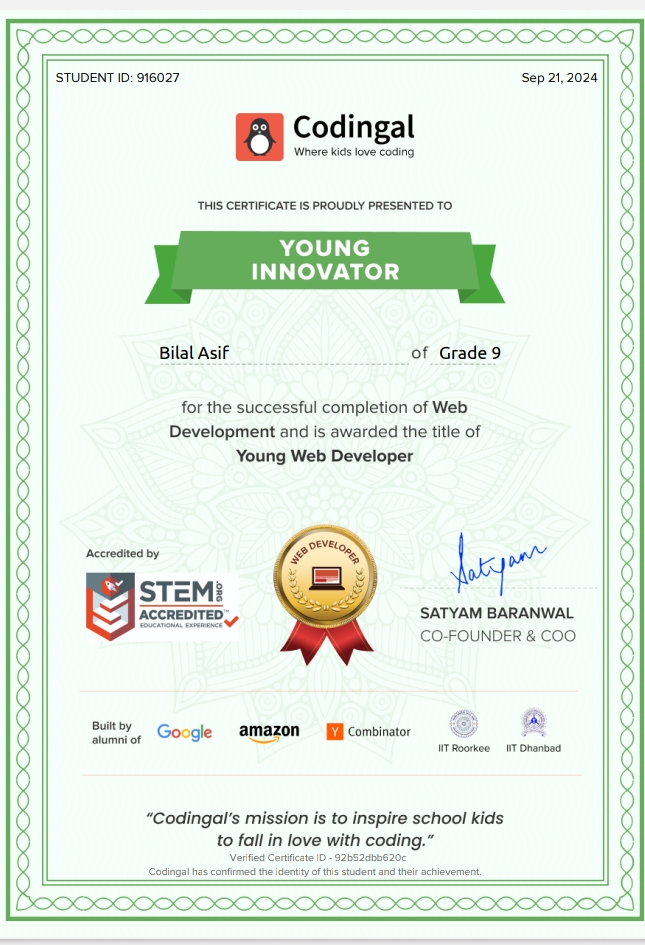 STUDENT ID: 916027
Sep 21, 2024
Codingal
Where kids love coding
THIS CERTIFICATE IS PROUDLY PRESENTED TO
YOUNG
INNOVATOR
Bilal Asif of Grade 9
for the successful completion of Web
Development and is awarded the title of
Young Web Developer
Accredited by
STEM.ORG
ACCREDITED™
EDUCATIONAL EXPERIENCE
WEB DEVELOPER
Satyam
SATYAM BARANWAL
CO-FOUNDER & COO
Built by
alumni of
Google
amazon
Y Combinator
IIT Roorkee
IIT Dhanbad
“Codingal’s mission is to inspire school kids
to fall in love with coding.”
Verified Certificate ID - 92b52dbb620c
Codingal has confirmed the identity of this student and their achievement.